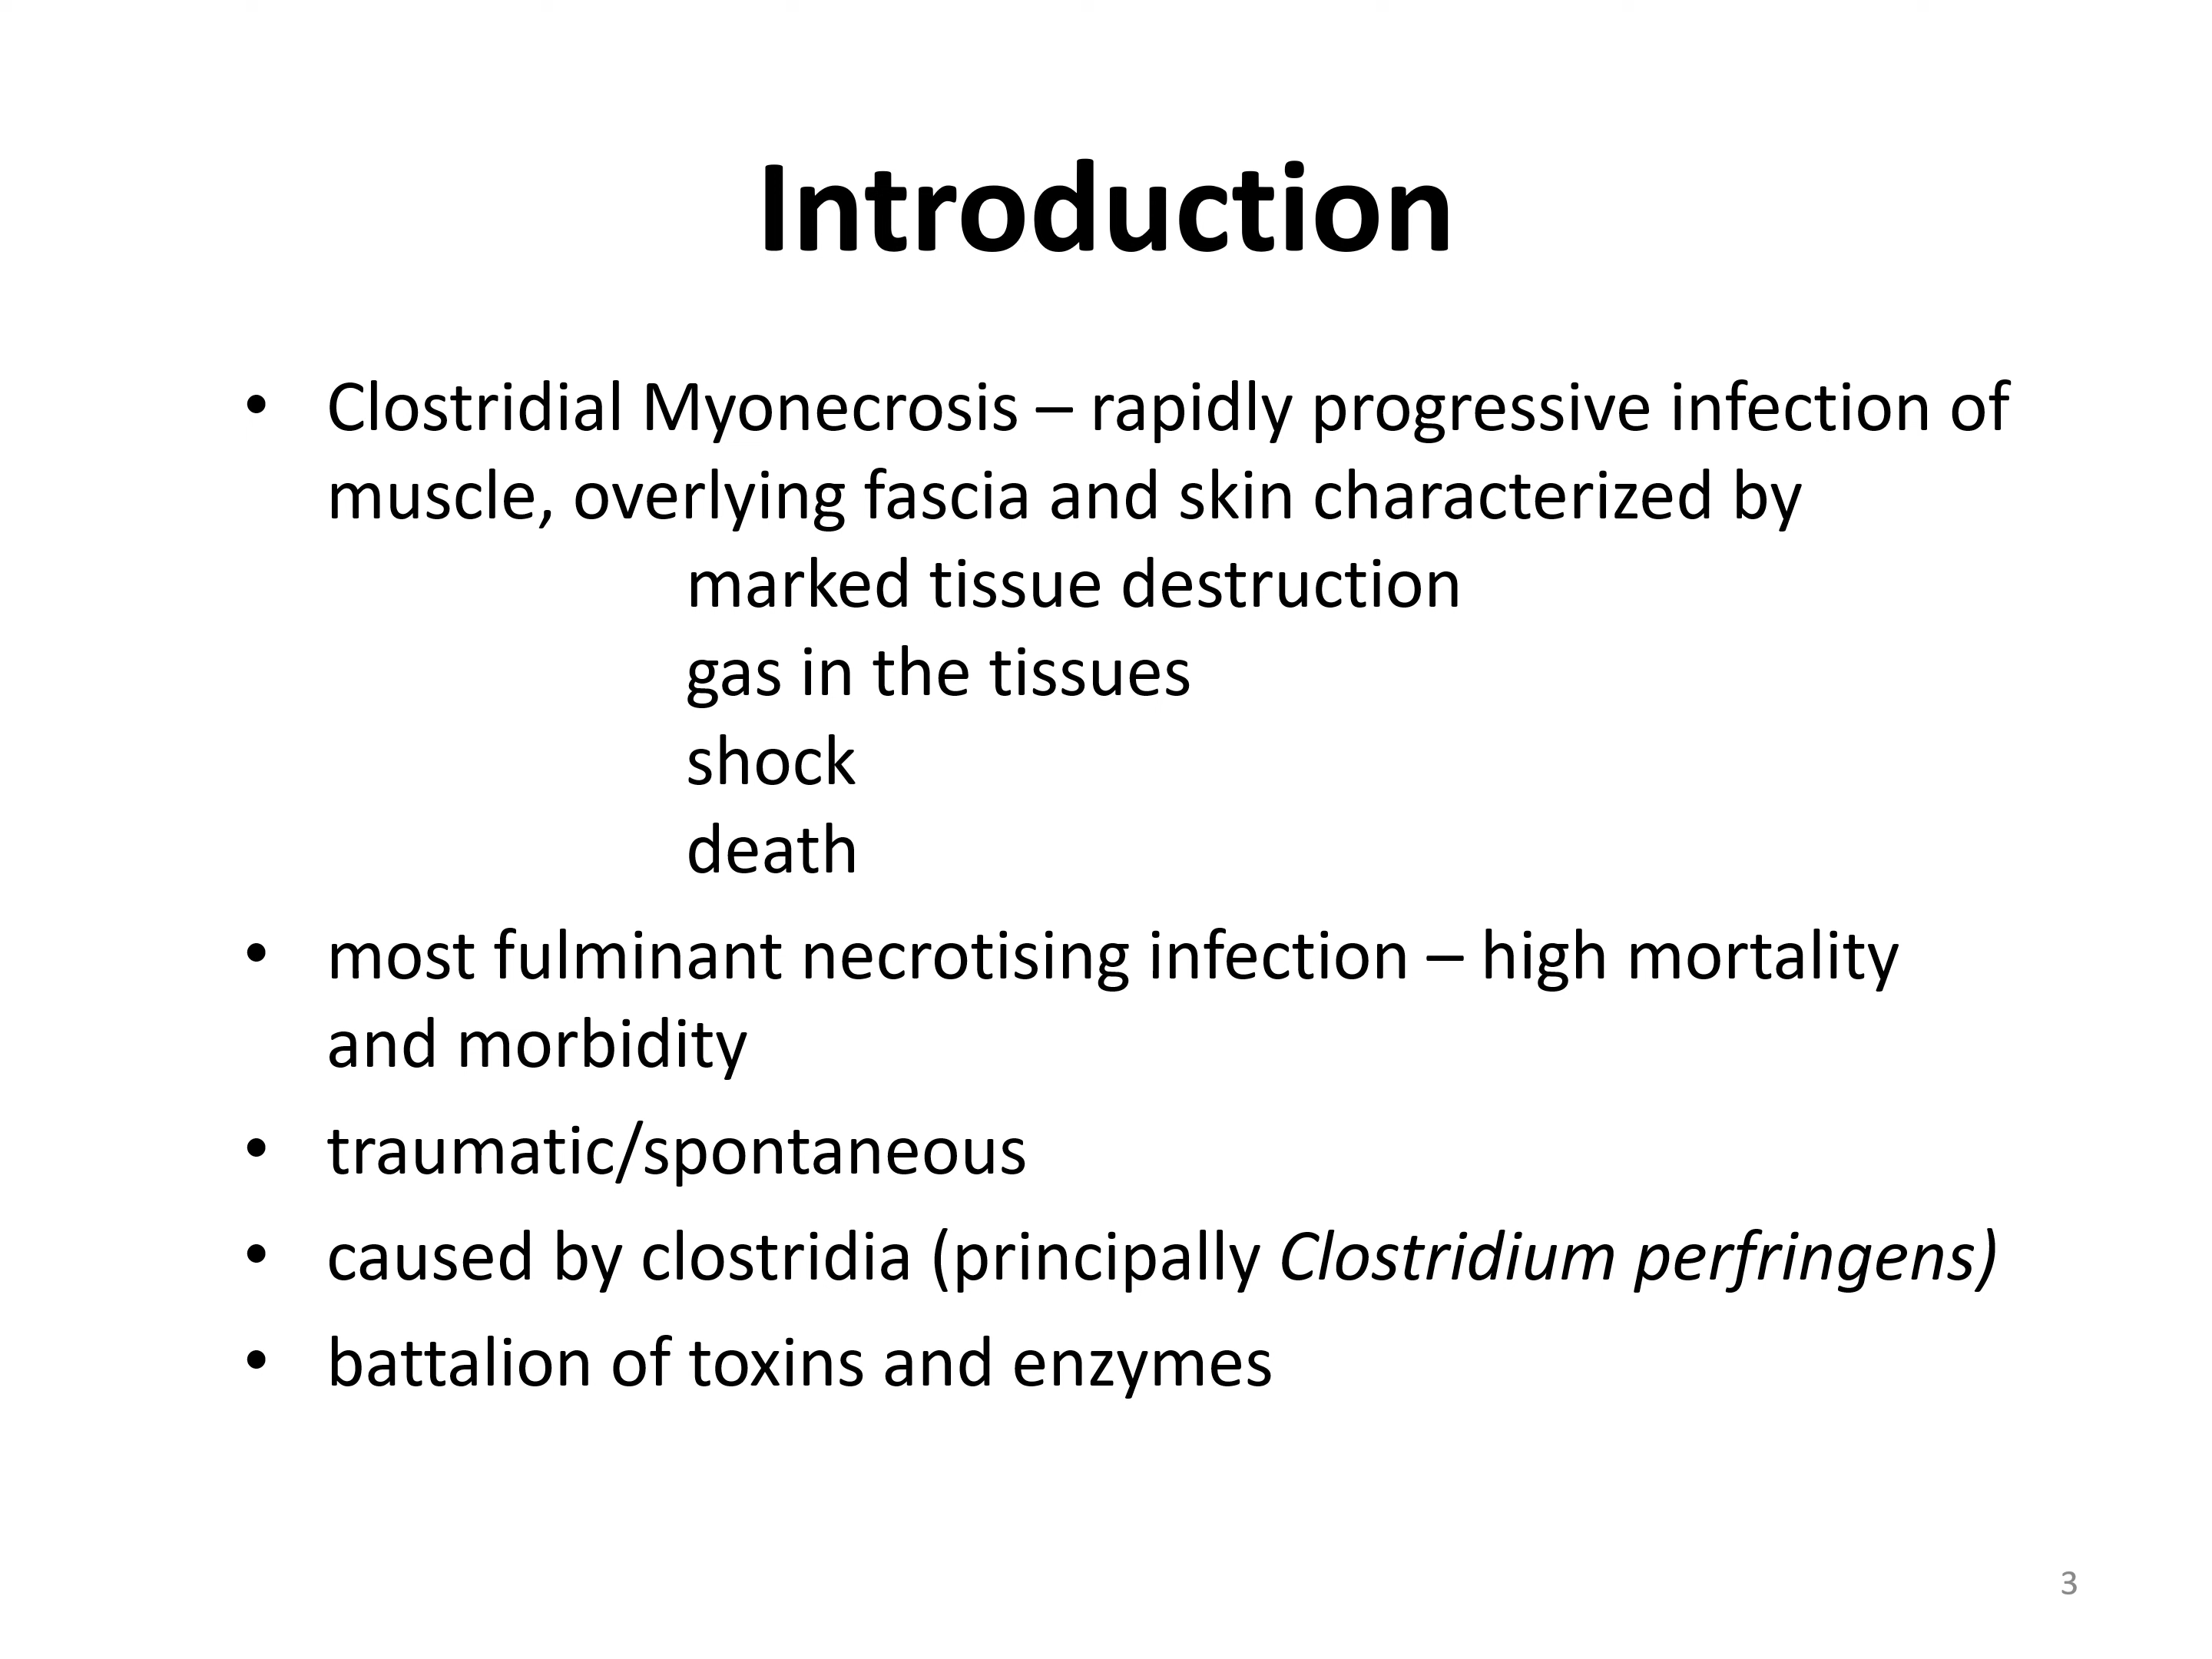 Introduction
• Clostridial Myonecrosis – rapidly progressive infection of
muscle, overlying fascia and skin characterized by
marked tissue destruction
gas in the tissues
shock
death
• most fulminant necrotising infection – high mortality
and morbidity
• traumatic/spontaneous
• caused by clostridia (principally Clostridium perfringens)
• battalion of toxins and enzymes
3